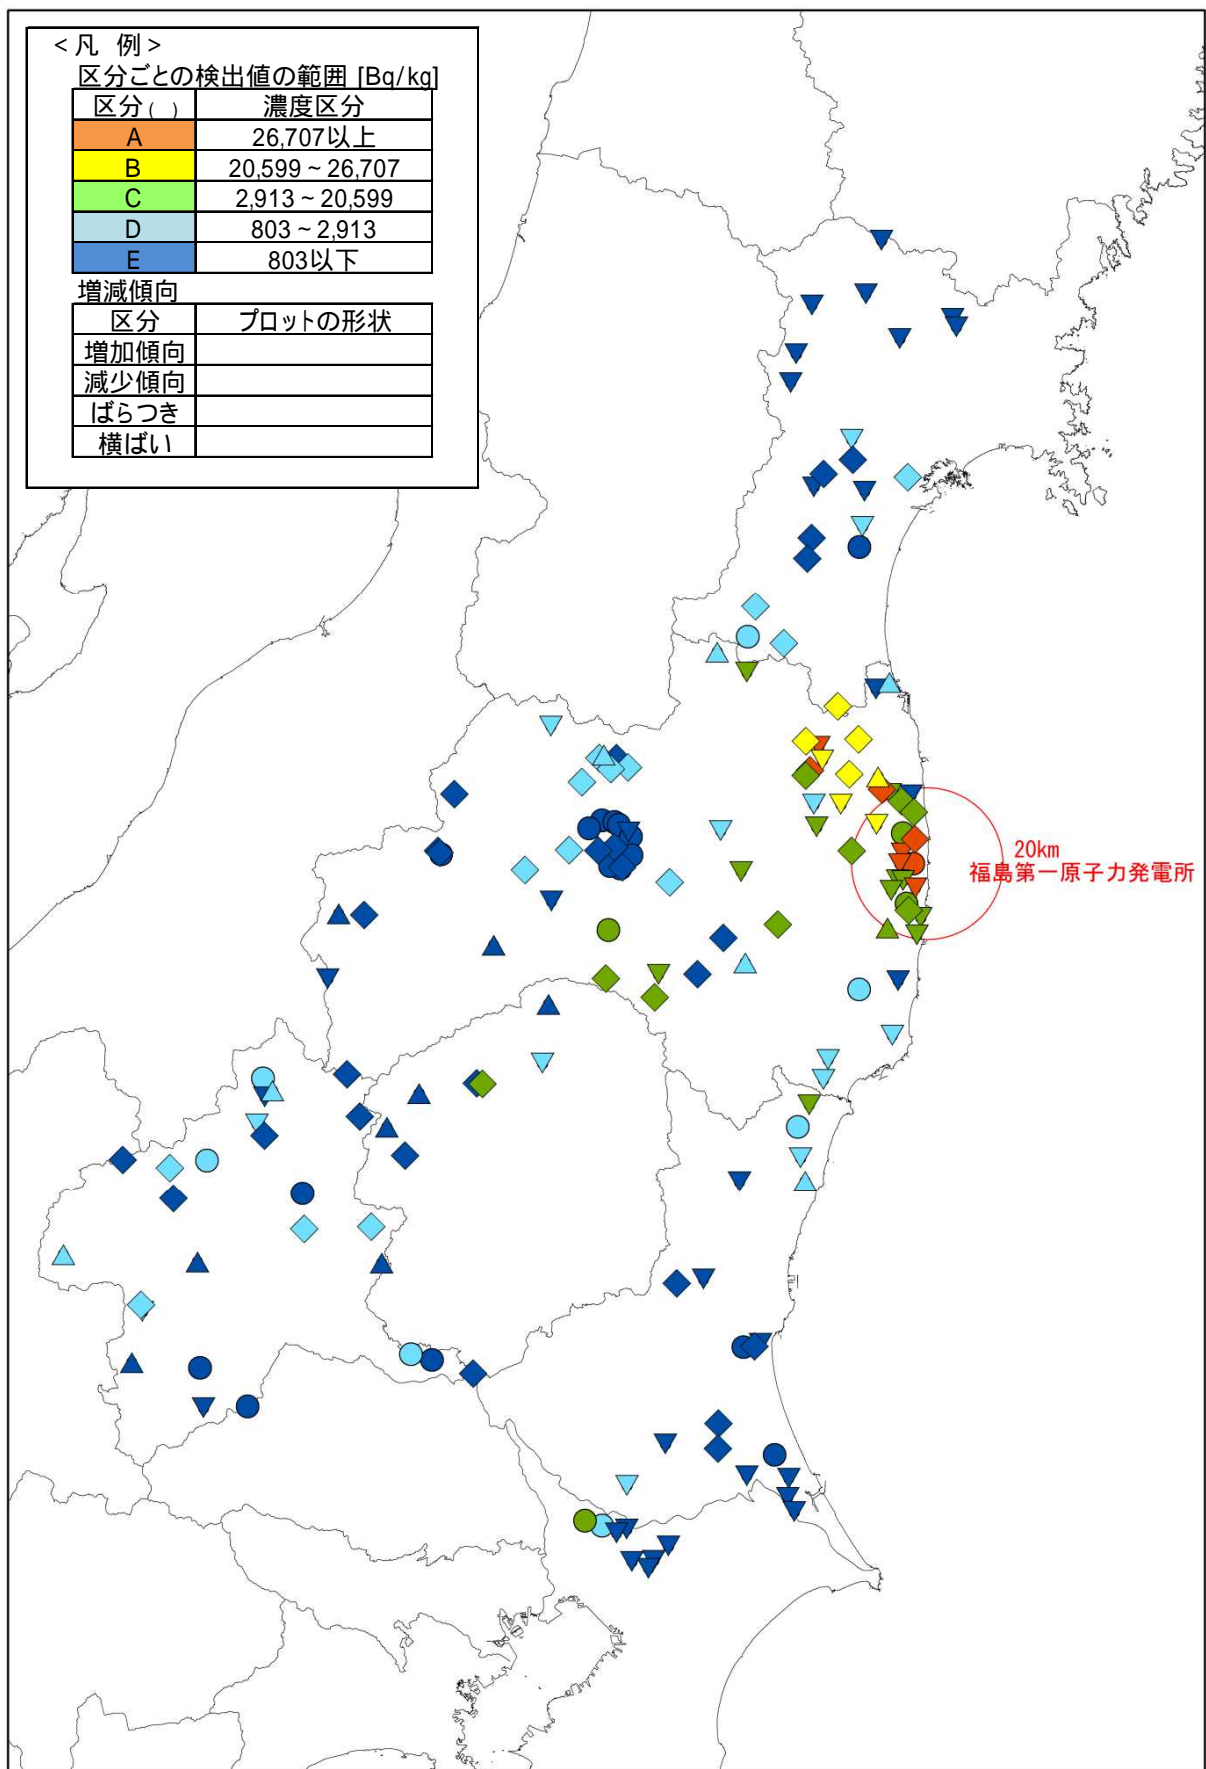 <凡 例>
区分ごとの検出値の範囲 [Bq/kg]
区分( ) 濃度区分
A 26,707以上
B 20,599~26,707
C 2,913~20,599
D 803~2,913
E 803以下
増減傾向
区分 プロットの形状
増加傾向
減少傾向
ばらつき
横ばい
20km
福島第一原子力発電所